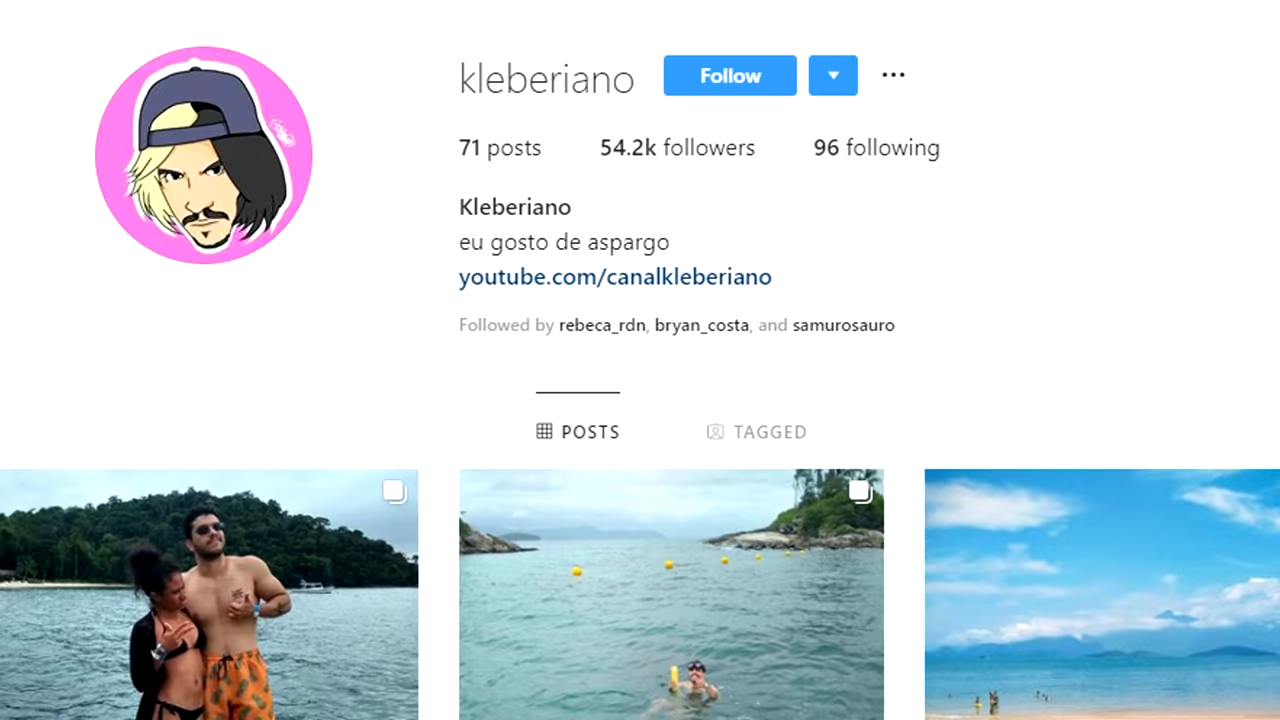 kleberiano Follow
71 posts 54.2k followers 96 following
Kleberiano
eu gosto de aspargo
youtube.com/canalkleberiano
Followed by rebeca_rdn, bryan_costa, and samurosauro
POSTS TAGGED